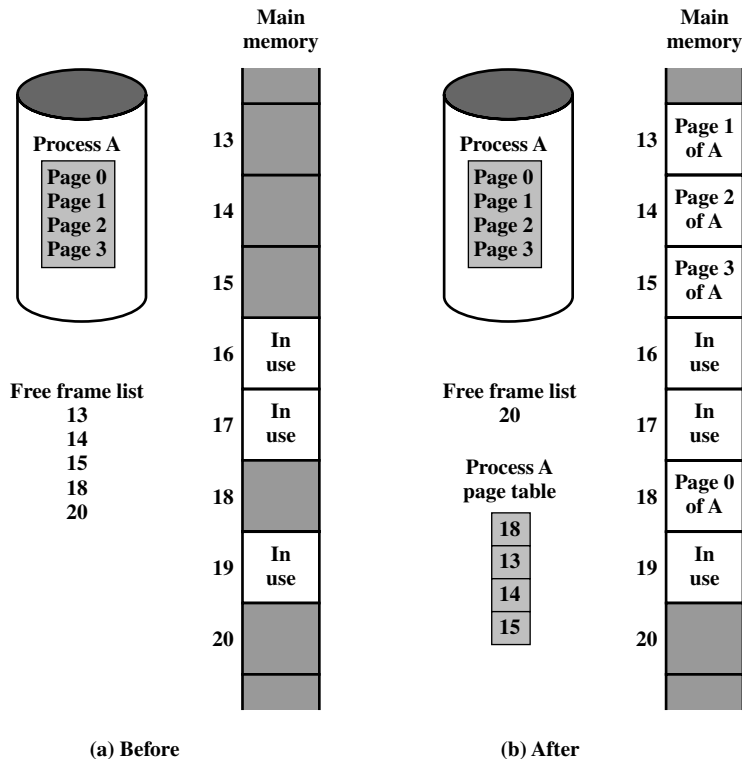 Main
memory
Process A
Page 0
Page 1
Page 2
Page 3
13
14
15
16
In
use
17
In
use
18
19
In
use
20
Free frame list
13
14
15
18
20
(a) Before
Main
memory
Process A
Page 0
Page 1
Page 2
Page 3
13
Page 1
of A
14
Page 2
of A
15
Page 3
of A
16
In
use
17
In
use
18
Page 0
of A
19
In
use
20
Free frame list
20
Process A
page table
18
13
14
15
(b) After